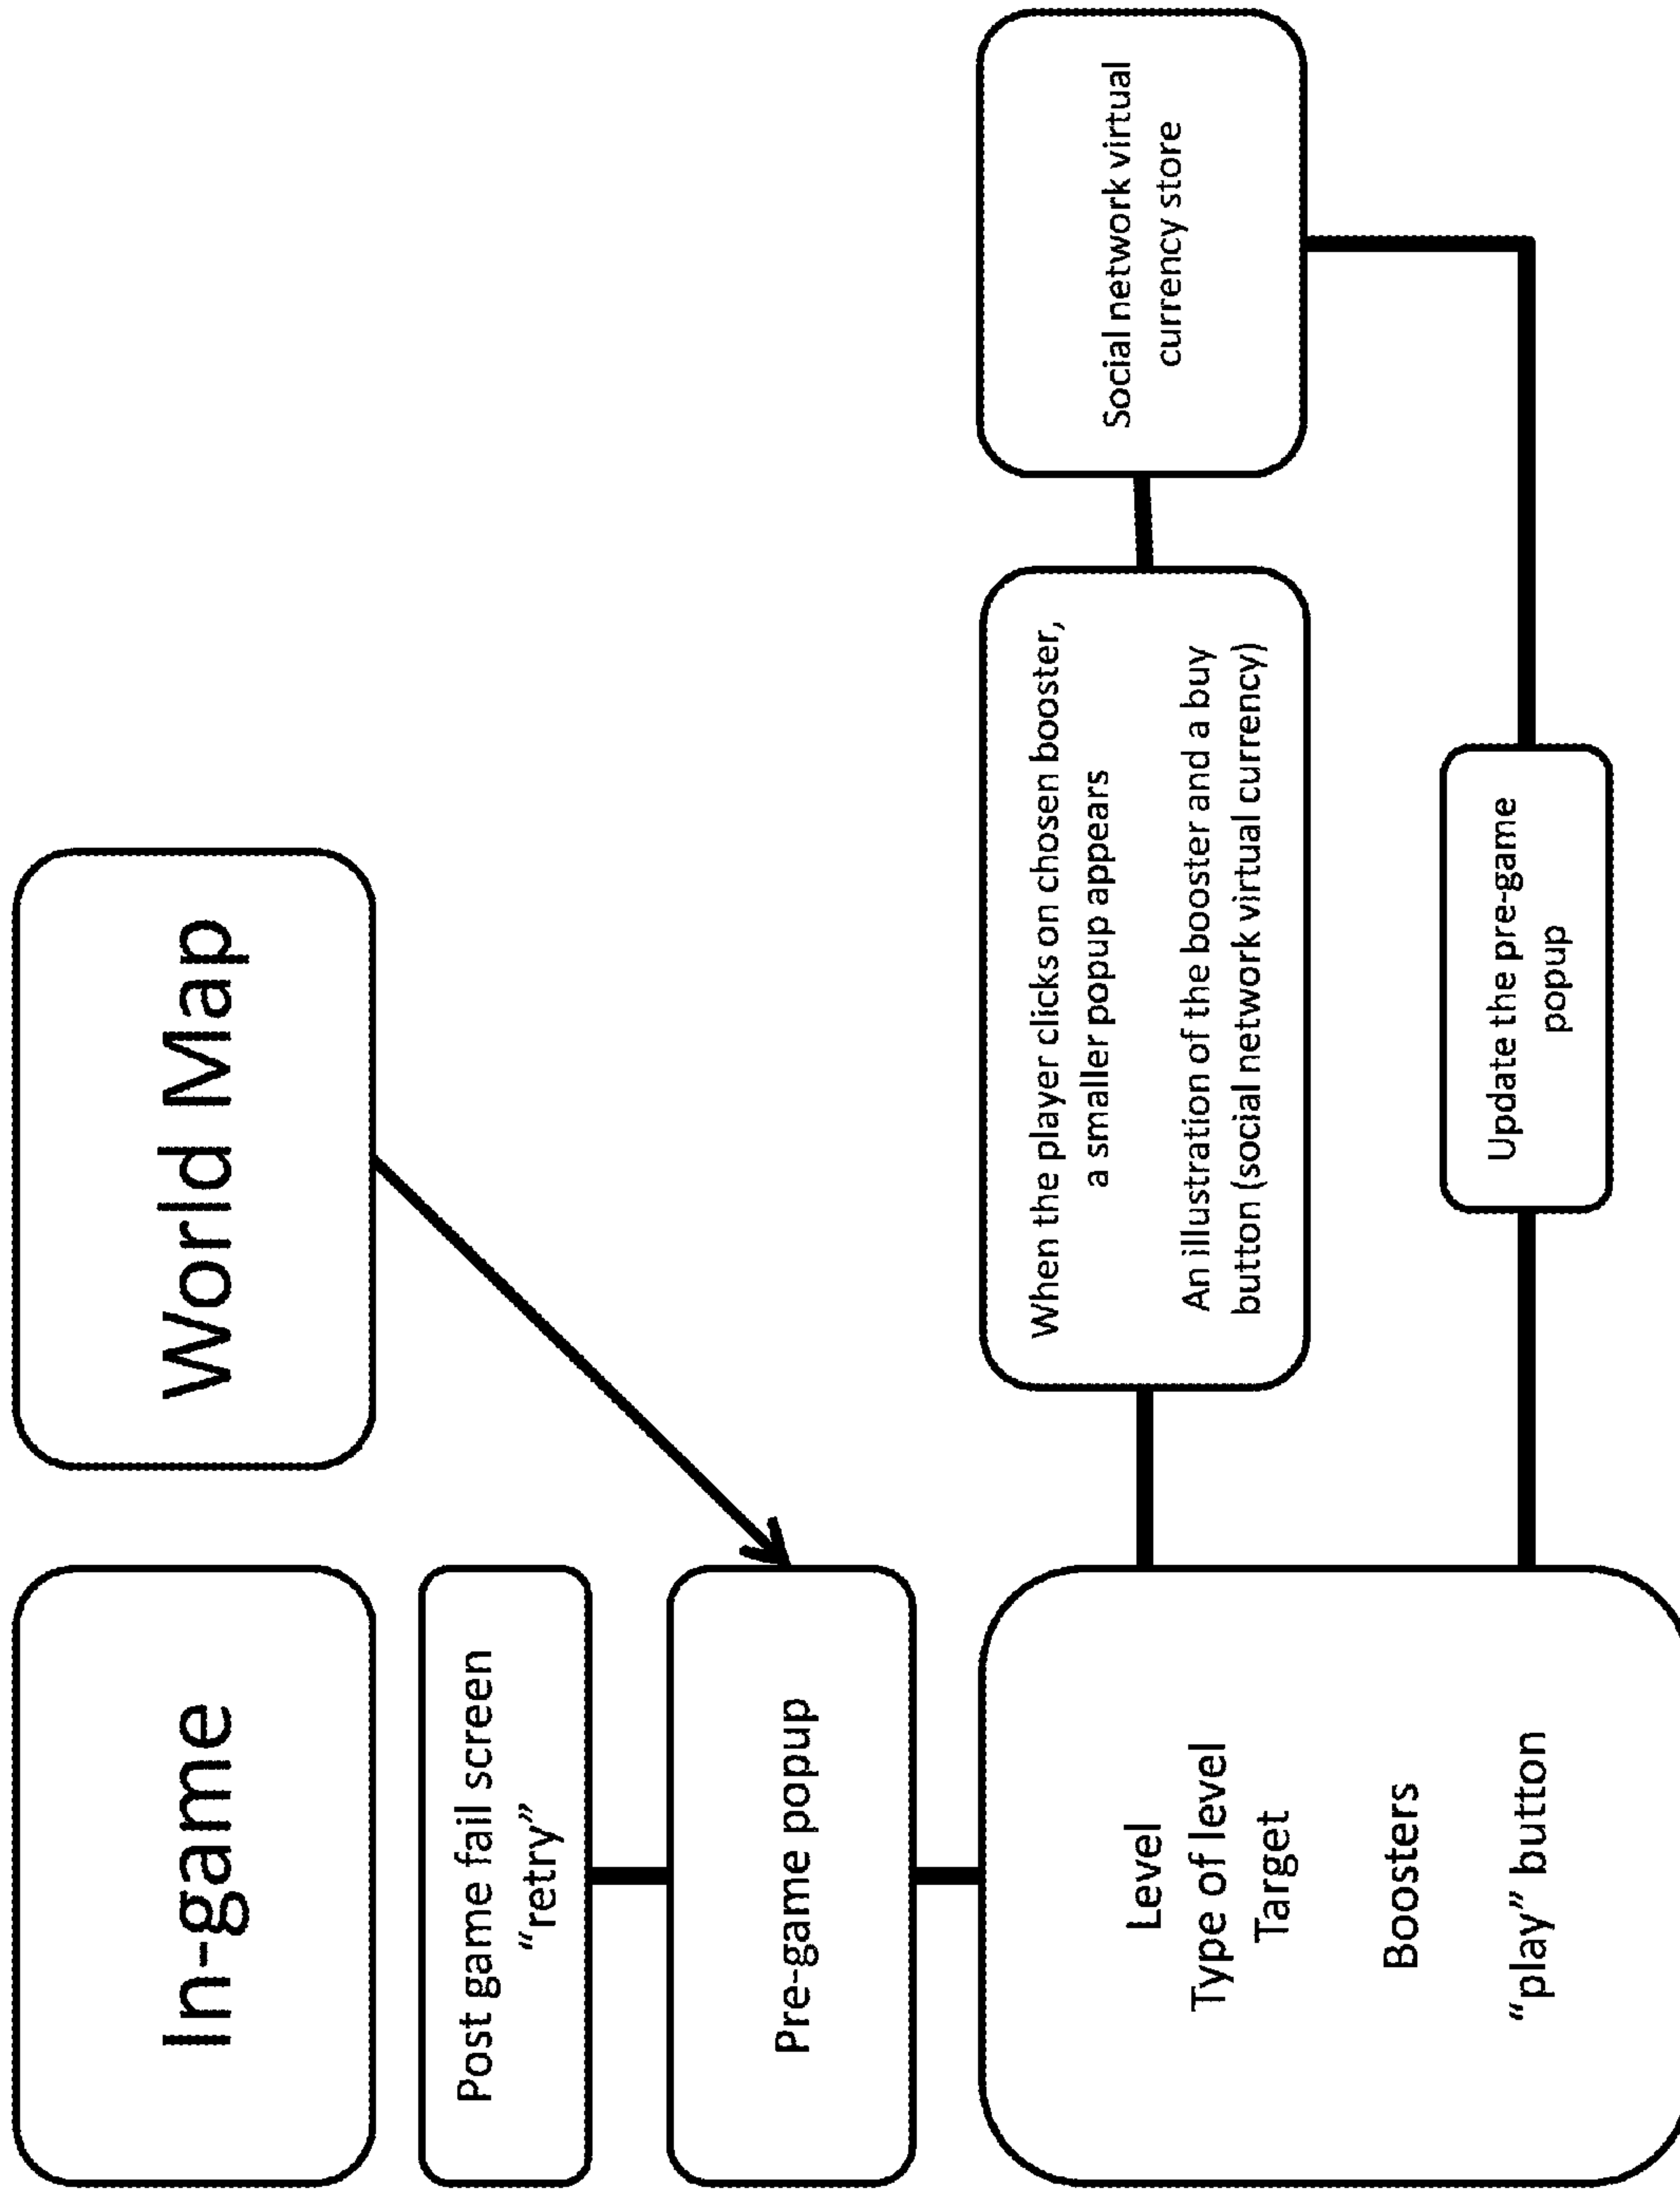 In-game
World Map
Post game fail screen
“retry”
Pre-game popup
Level
Type of level
Target
Boosters
“play” button
When the player clicks on chosen booster,
a smaller popup appears
An illustration of the booster and a buy
button (social network virtual currency)
Social network virtual
currency store
Update the pre-game
popup